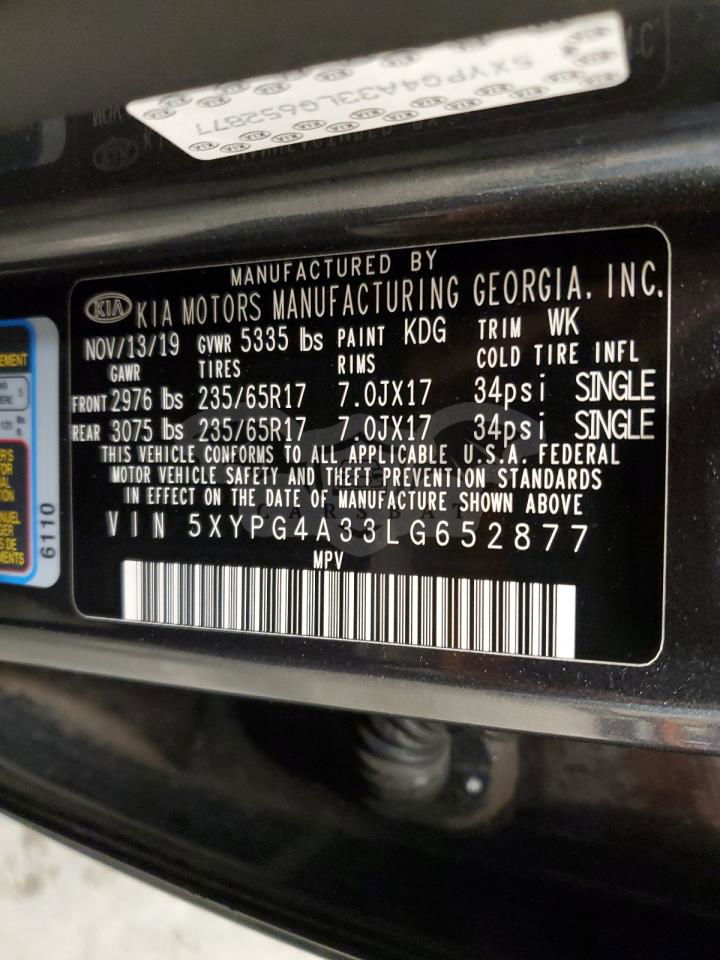 5XYPG4A33LG652877
MANUFACTURED BY
KIA KIA MOTORS MANUFACTURING GEORGIA, INC.
NOV/13/19 GVWR 5335 lbs PAINT KDG TRIM WK
GAWR TIRES RIMS COLD TIRE INFL
FRONT 2976 lbs 235/65R17 7.0JX17 34psi SINGLE
REAR 3075 lbs 235/65R17 7.0JX17 34psi SINGLE
THIS VEHICLE CONFORMS TO ALL APPLICABLE U.S.A. FEDERAL
MOTOR VEHICLE SAFETY AND THEFT PREVENTION STANDARDS
IN EFFECT ON THE DATE OF MANUFACTURE SHOWN ABOVE
VIN 5XYPG4A33LG652877
MPV
6110